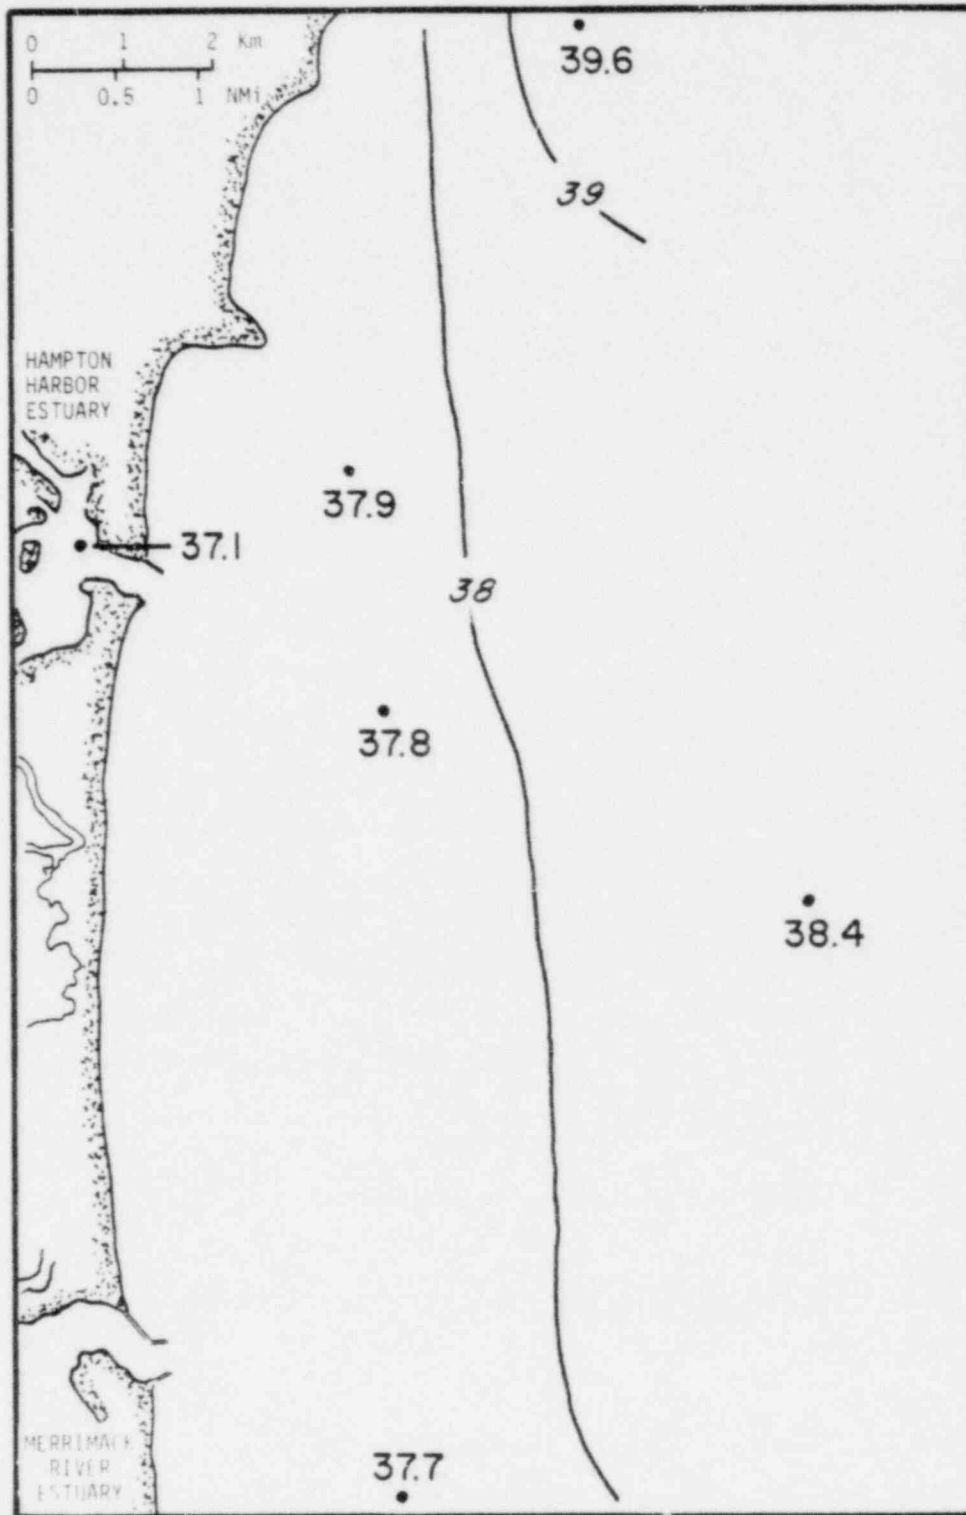 0 1 2 Km
0 0.5 1 NMi
39.6
39
HAMPTON
HARBOR
ESTUARY
37.9
37.1
38
37.8
38.4
MERRIMACK
RIVER
ESTUARY
37.7